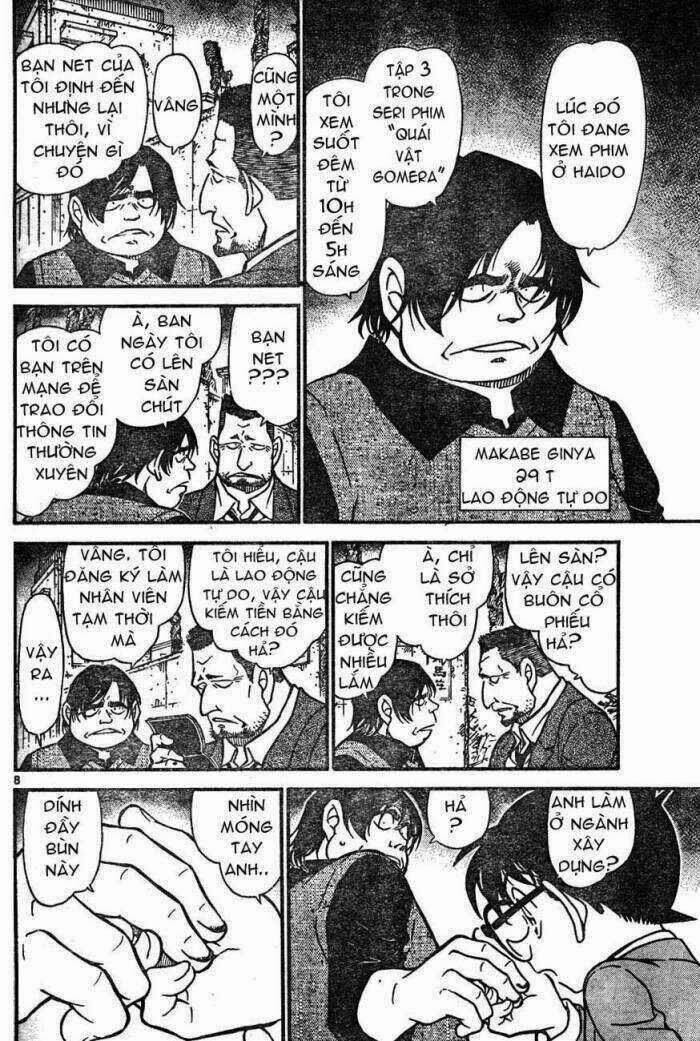 LÚC ĐÓ
TÔI ĐANG
XEM PHIM
Ở HAIDO
TẬP 3
TRONG
SERI PHIM
"QUÁI
VẬT
GOMERA"
TÔI
XEM
SUỐT
ĐÊM
TỪ
10H
ĐẾN
5H
SÁNG
MAKABE GINYA
29 T
LAO ĐỘNG TỰ DO
CŨNG
MỘT
MÌNH
?
VÂNG
BẠN NET CỦA
TÔI ĐỊNH ĐẾN
NHƯNG LẠI
THÔI, VÌ
CHUYỆN GÌ
ĐÓ
BẠN
NET
???
À, BAN
NGÀY TÔI
CÓ LÊN
SÀN
CHÚT
TÔI CÓ
BẠN TRÊN
MẠNG ĐỂ
TRAO ĐỔI
THÔNG TIN
THƯỜNG
XUYÊN
LÊN SÀN?
VẬY CẬU CÓ
BUÔN CỔ
PHIẾU
HẢ?
À, CHỈ
LÀ SỞ
THÍCH
THÔI
CŨNG
CHẲNG
KIẾM
ĐƯỢC
NHIỀU
LẮM
TÔI HIỂU, CẬU
LÀ LAO ĐỘNG
TỰ DO, VẬY CẬU
KIẾM TIỀN BẰNG
CÁCH ĐÓ
HẢ?
VÂNG. TÔI
ĐĂNG KÝ LÀM
NHÂN VIÊN
TẠM THỜI
MÀ
VẬY
RA
...
8
ANH LÀM
Ở NGÀNH
XÂY
DỤNG?
HẢ
?
NHÌN
MÓNG
TAY
ANH..
DÍNH
ĐẦY
BÙN
NÀY